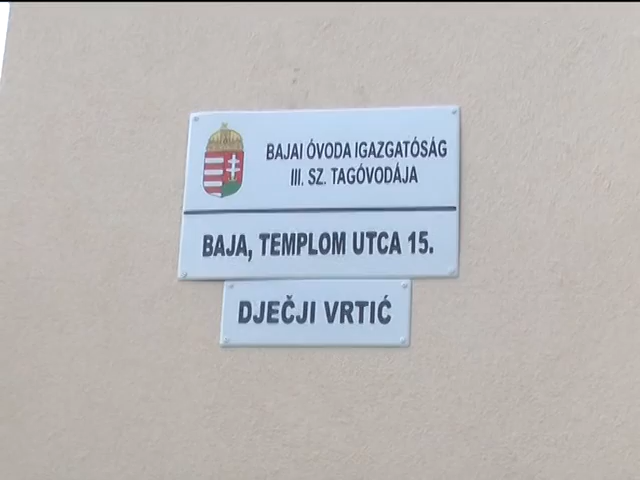 BAJAI ÓVODA IGAZGATÓSÁG
III. SZ. TAGÓVODÁJA
BAJA, TEMPLOM UTCA 15.
DJEČJI VRTIĆ